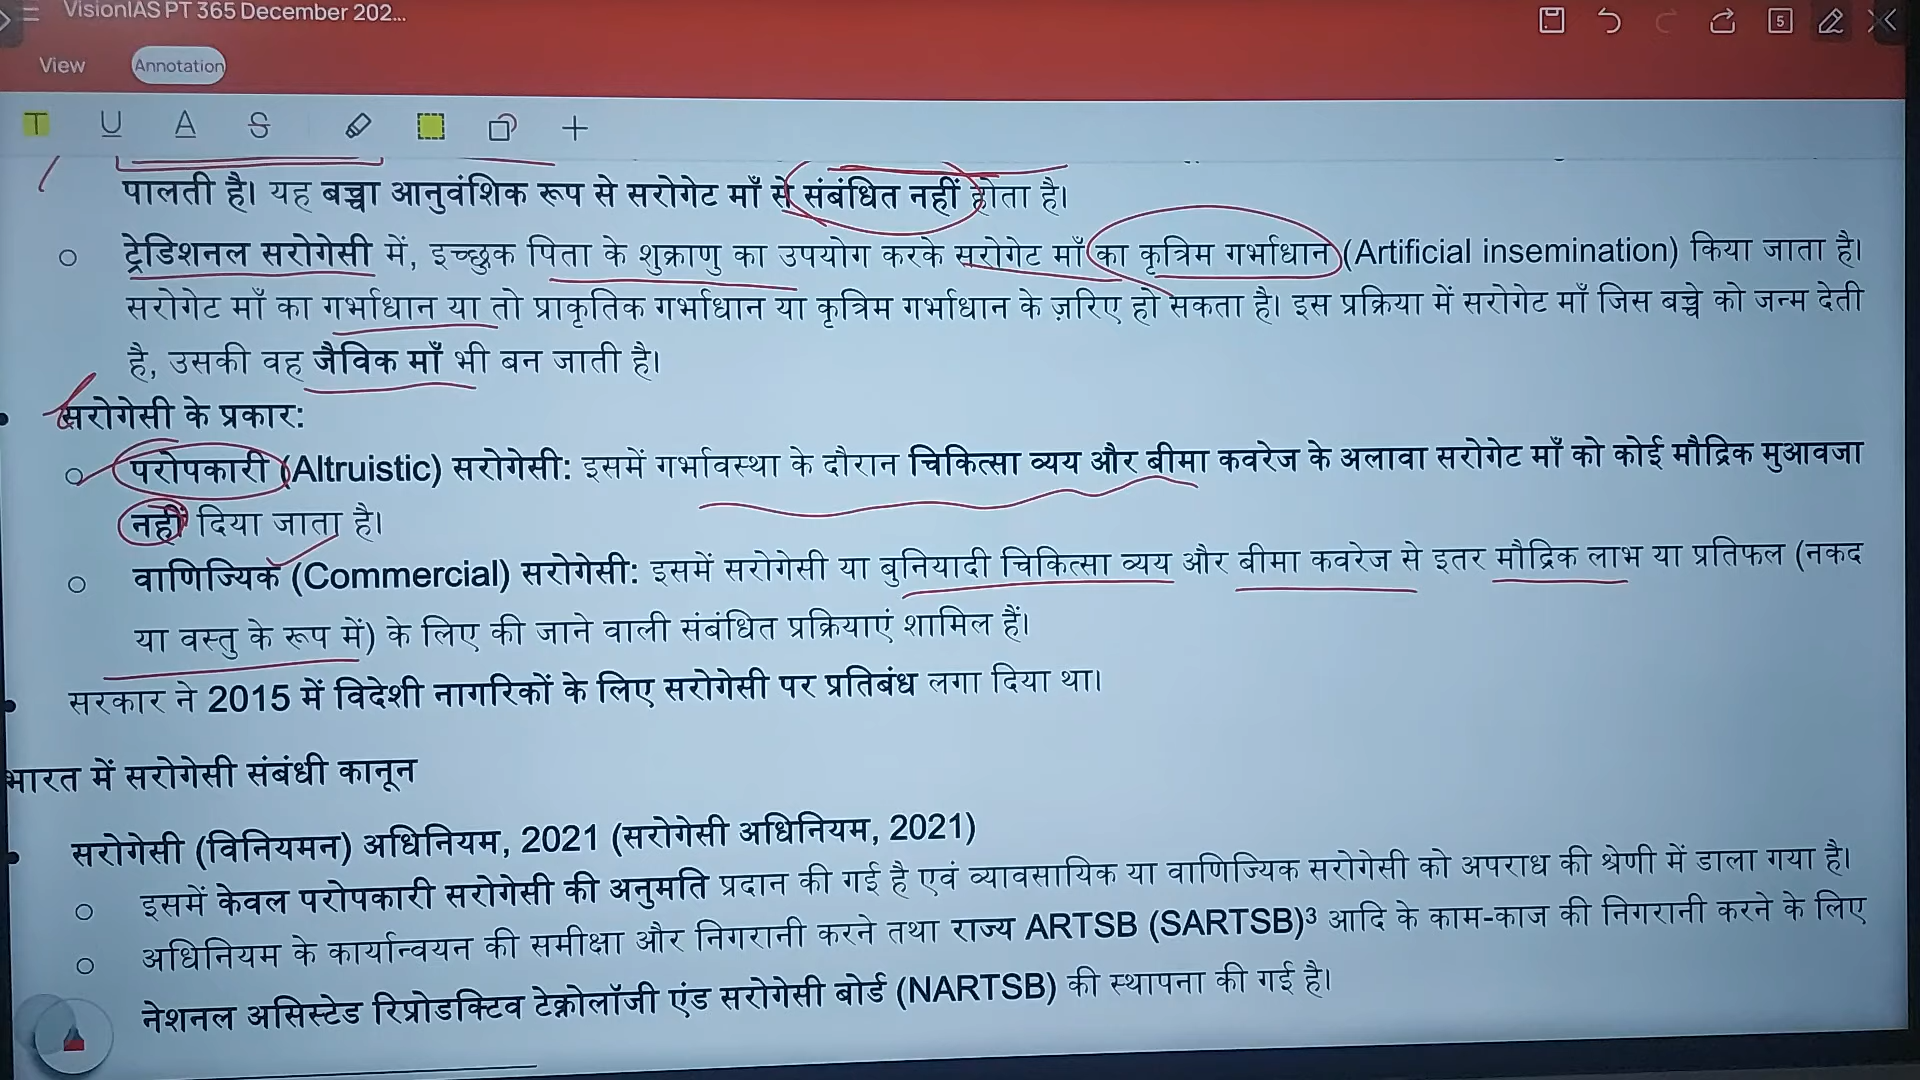 VisionIAS PT 365 December 202...
View Annotation
T U A S
5
पालती है। यह बच्चा आनुवंशिक रूप से सरोगेट माँ से संबंधित नहीं होता है।
ट्रेडिशनल सरोगेसी में, इच्छुक पिता के शुक्राणु का उपयोग करके सरोगेट माँ का कृत्रिम गर्भाधान (Artificial insemination) किया जाता है।
सरोगेट माँ का गर्भाधान या तो प्राकृतिक गर्भाधान या कृत्रिम गर्भाधान के ज़रिए हो सकता है। इस प्रक्रिया में सरोगेट माँ जिस बच्चे को जन्म देती
है, उसकी वह जैविक माँ भी बन जाती है।
सरोगेसी के प्रकार:
परोपकारी (Altruistic) सरोगेसी: इसमें गर्भावस्था के दौरान चिकित्सा व्यय और बीमा कवरेज के अलावा सरोगेट माँ को कोई मौद्रिक मुआवजा
नहीं दिया जाता है।
वाणिज्यिक (Commercial) सरोगेसी: इसमें सरोगेसी या बुनियादी चिकित्सा व्यय और बीमा कवरेज से इतर मौद्रिक लाभ या प्रतिफल (नकद
या वस्तु के रूप में) के लिए की जाने वाली संबंधित प्रक्रियाएं शामिल हैं।
सरकार ने 2015 में विदेशी नागरिकों के लिए सरोगेसी पर प्रतिबंध लगा दिया था।
भारत में सरोगेसी संबंधी कानून
सरोगेसी (विनियमन) अधिनियम, 2021 (सरोगेसी अधिनियम, 2021)
इसमें केवल परोपकारी सरोगेसी की अनुमति प्रदान की गई है एवं व्यावसायिक या वाणिज्यिक सरोगेसी को अपराध की श्रेणी में डाला गया है।
अधिनियम के कार्यान्वयन की समीक्षा और निगरानी करने तथा राज्य ARTSB (SARTSB)³ आदि के काम-काज की निगरानी करने के लिए
नेशनल असिस्टेड रिप्रोडक्टिव टेक्नोलॉजी एंड सरोगेसी बोर्ड (NARTSB) की स्थापना की गई है।